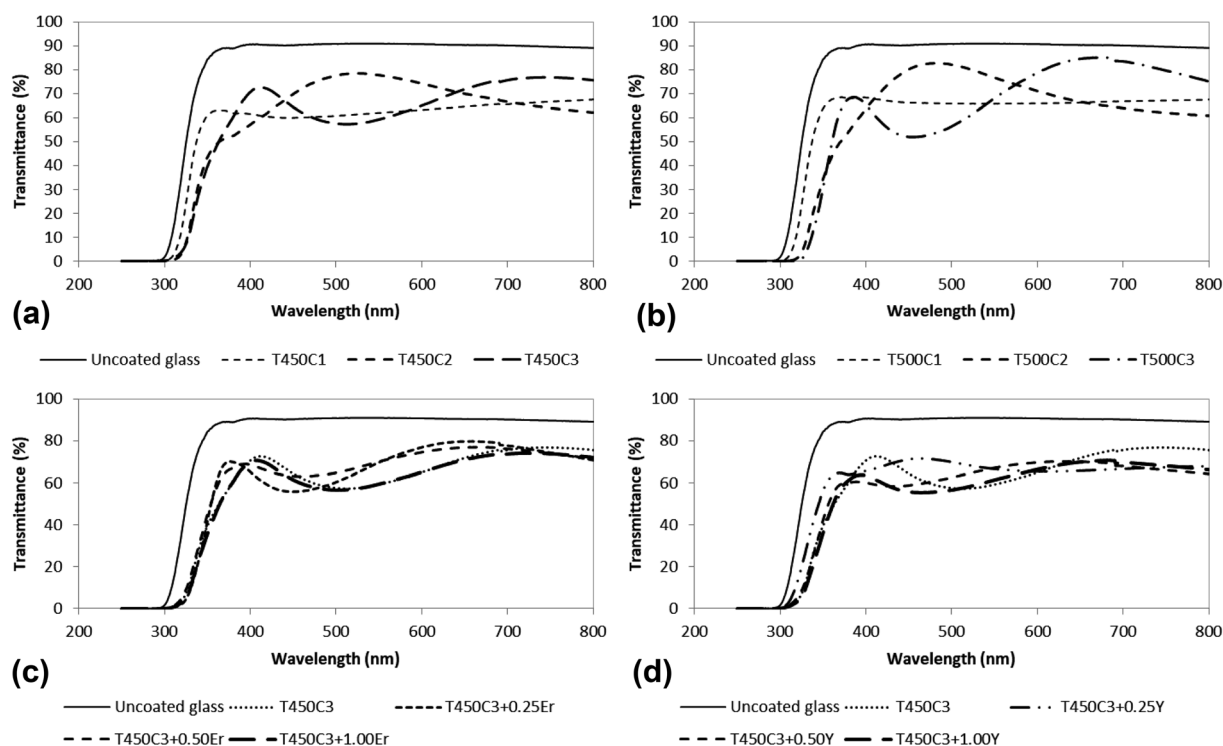 Transmittance (%)
100
90
80
70
60
50
40
30
20
10
0
200 300 400 500 600 700 800
Wavelength (nm)
(a)
Uncoated glass T450C1 T450C2 T450C3
Transmittance (%)
100
90
80
70
60
50
40
30
20
10
0
200 300 400 500 600 700 800
Wavelength (nm)
(b)
Uncoated glass T500C1 T500C2 T500C3
Transmittance (%)
100
80
60
40
20
0
200 300 400 500 600 700 800
Wavelength (nm)
(c)
Uncoated glass T450C3 T450C3+0.25Er
T450C3+0.50Er T450C3+1.00Er
Transmittance (%)
100
80
60
40
20
0
200 300 400 500 600 700 800
Wavelength (nm)
(d)
Uncoated glass T450C3 T450C3+0.25Y
T450C3+0.50Y T450C3+1.00Y